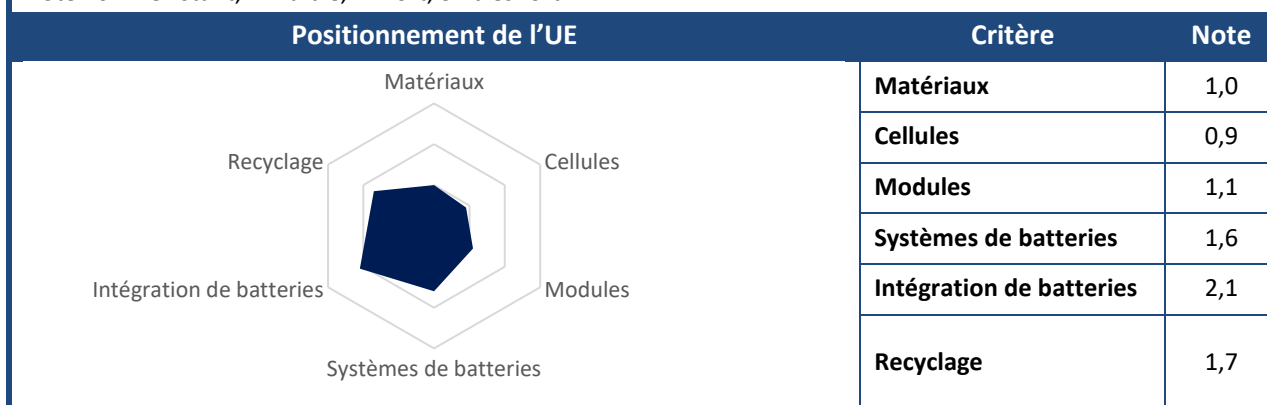 Positionnement de l’UE
Critère
Note
Matériaux
Recyclage
Cellules
Intégration de batteries
Modules
Systèmes de batteries
Matériaux 1,0
Cellules 0,9
Modules 1,1
Systèmes de batteries 1,6
Intégration de batteries 2,1
Recyclage 1,7